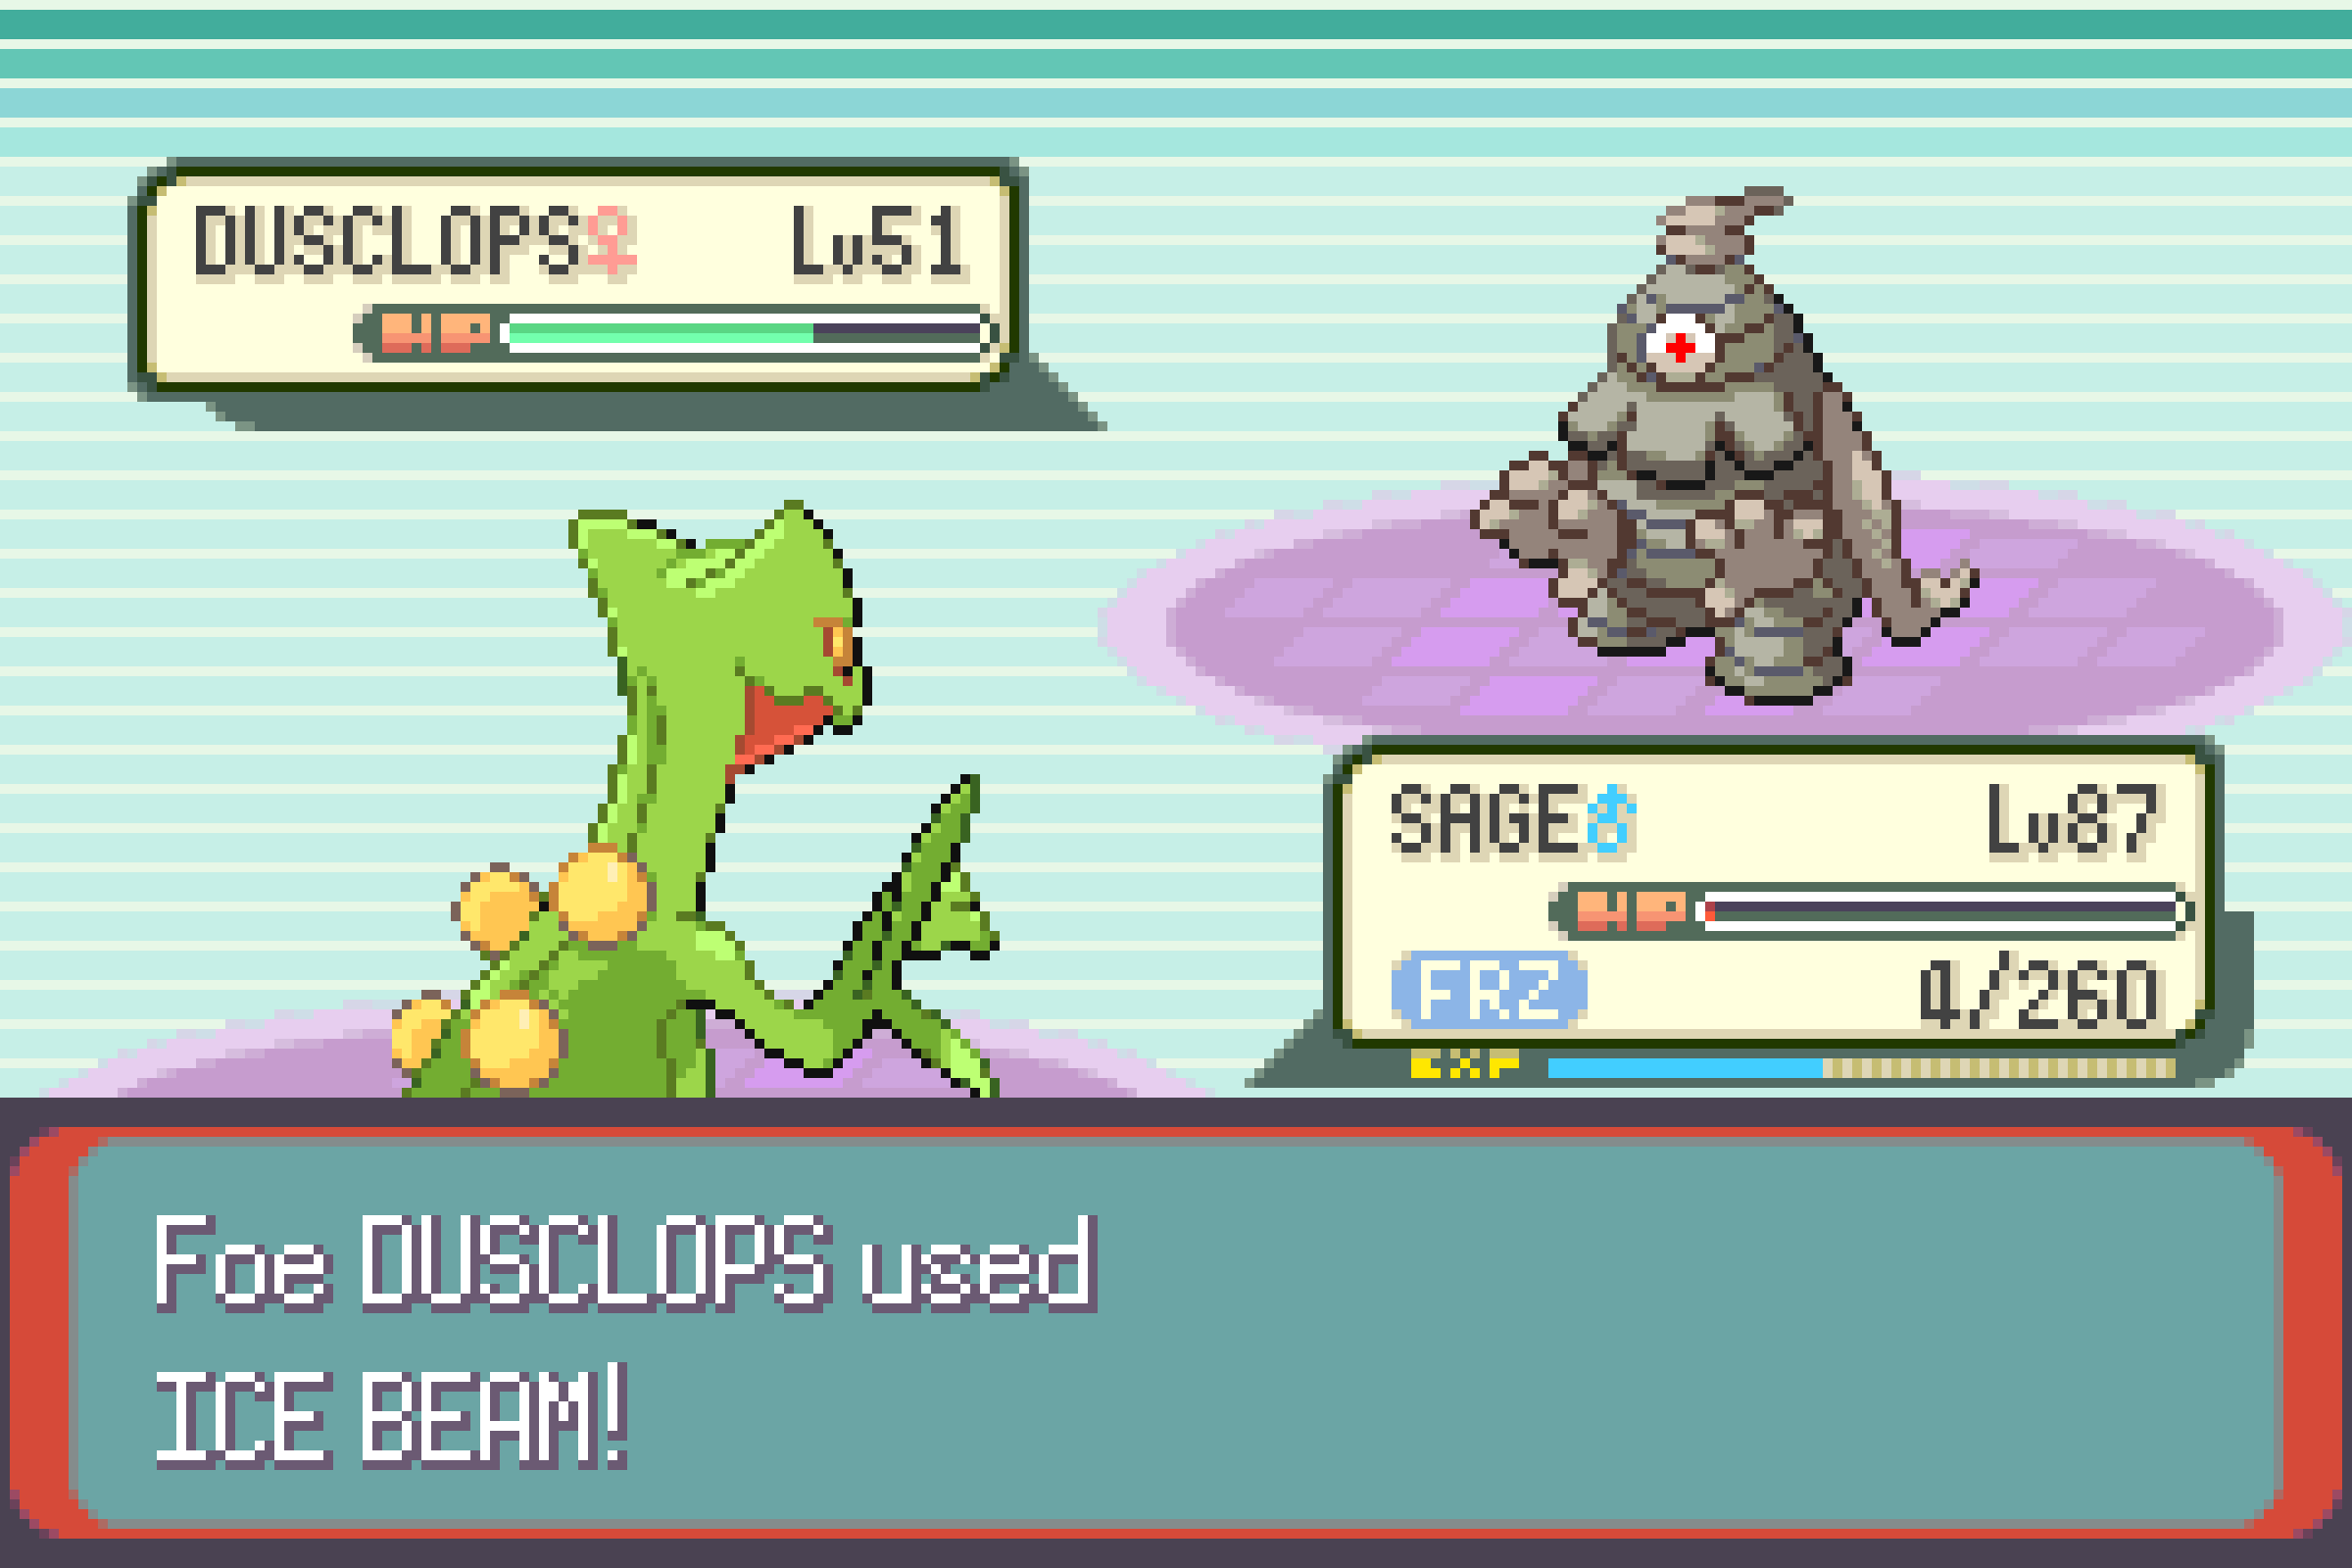 DUSCLOPS♀ Lv51
HP
SAGE♂ Lv87
HP
FRZ 4/260
EXP
Foe DUSCLOPS used
ICE BEAM!